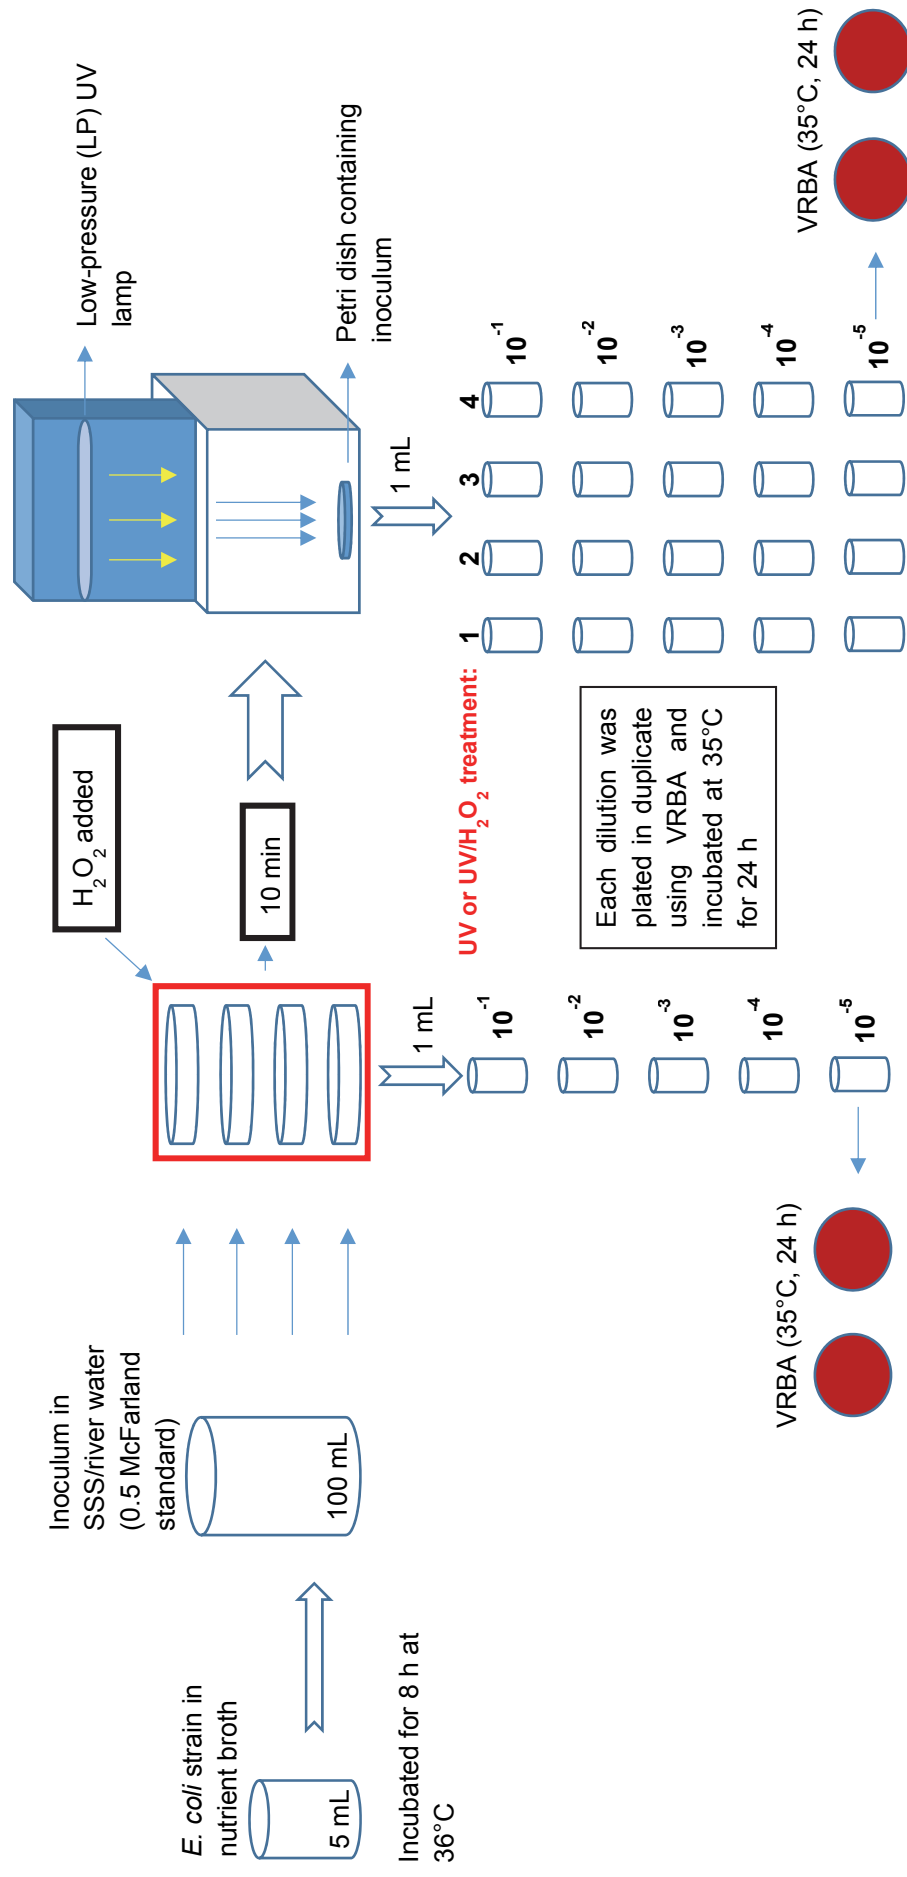 E. coli strain in
nutrient broth
5 mL
Incubated for 8 h at
36°C
Inoculum in
SSS/river water
(0.5 McFarland
standard)
100 mL
H₂O₂ added
10 min
Low-pressure (LP) UV
lamp
Petri dish containing
inoculum
1 mL
10⁻¹
10⁻²
10⁻³
10⁻⁴
10⁻⁵
VRBA (35°C, 24 h)
UV or UV/H₂O₂ treatment:
Each dilution was
plated in duplicate
using VRBA and
incubated at 35°C
for 24 h
1 mL
1 2 3 4
10⁻¹
10⁻²
10⁻³
10⁻⁴
10⁻⁵
VRBA (35°C, 24 h)